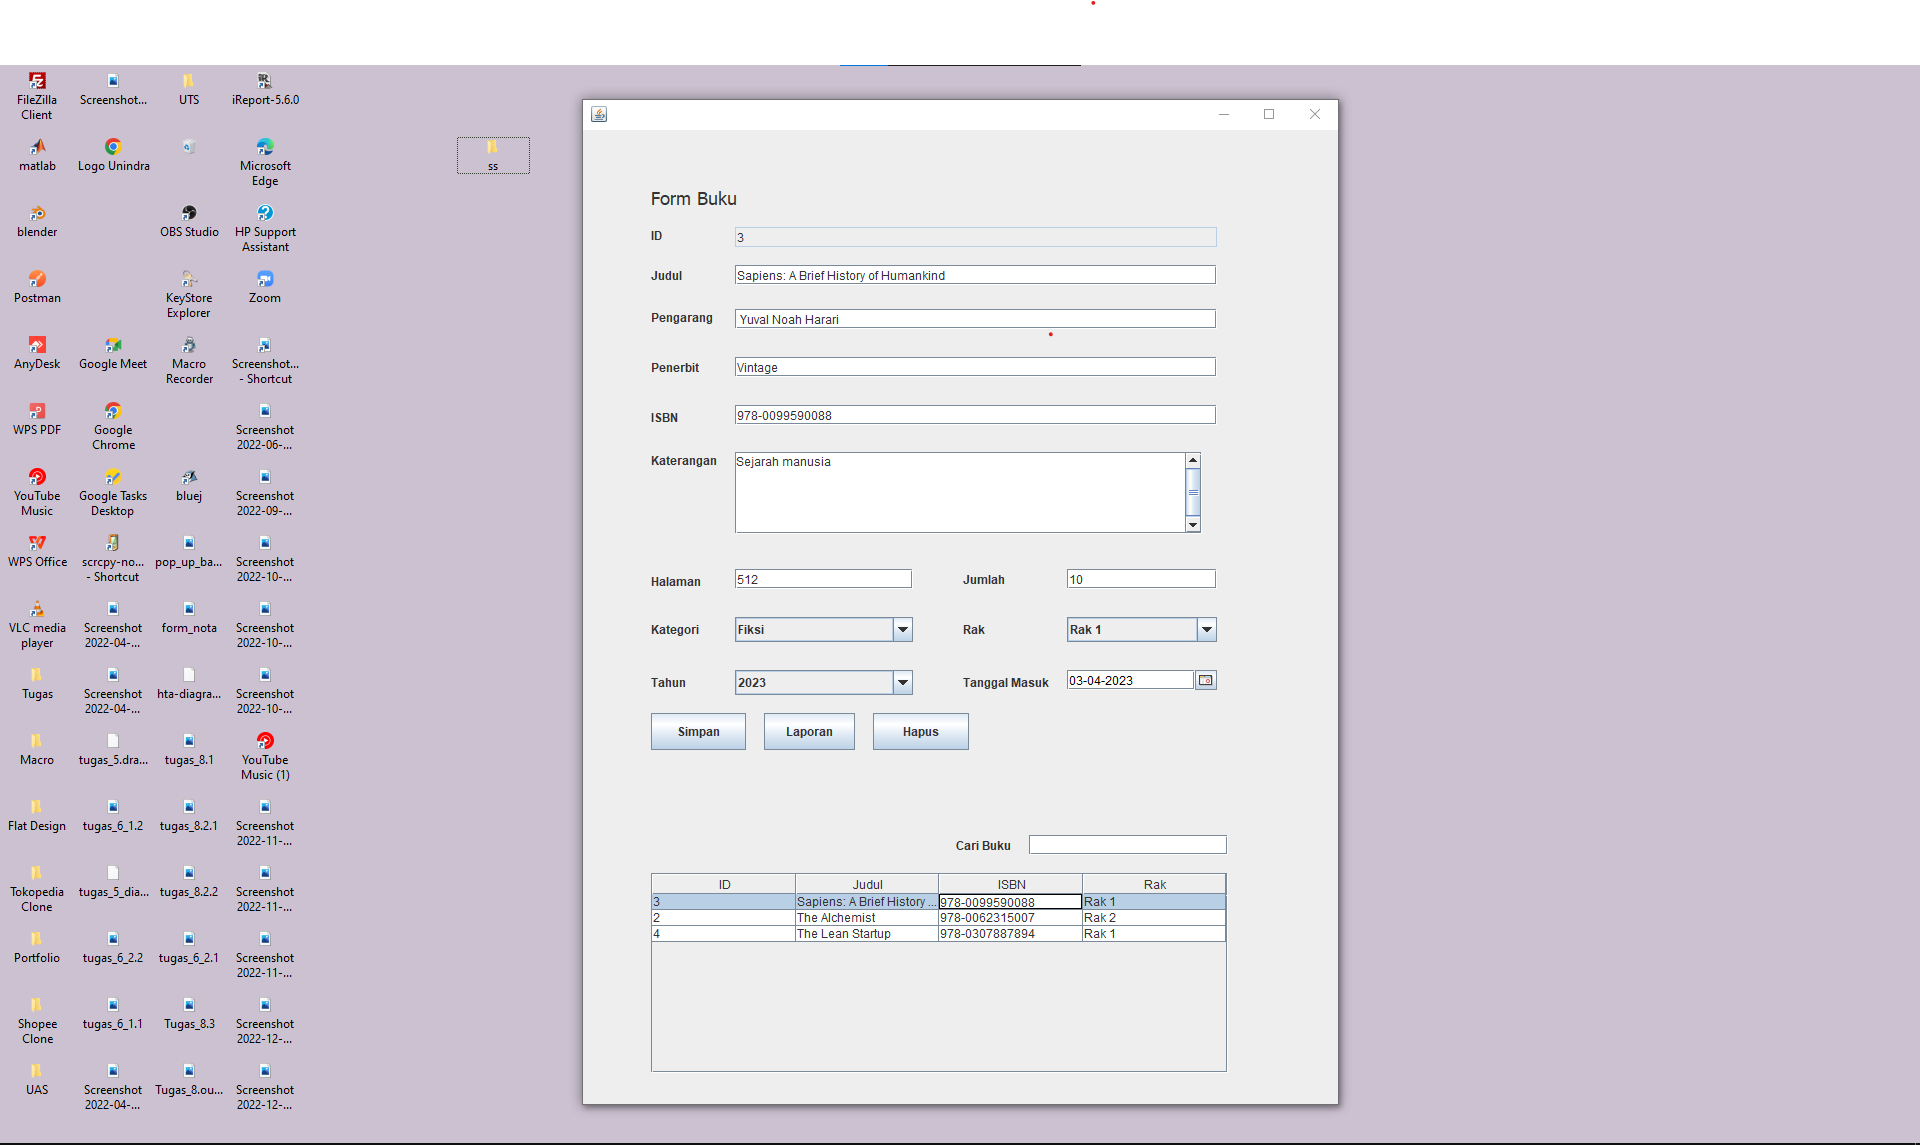 FileZilla
Client
Screenshot...
UTS
iReport-5.6.0
matlab
Logo Unindra
Microsoft
Edge
ss
blender
OBS Studio
HP Support
Assistant
Postman
KeyStore
Explorer
Zoom
AnyDesk
Google Meet
Macro
Recorder
Screenshot...
- Shortcut
WPS PDF
Google
Chrome
Screenshot
2022-06-...
YouTube
Music
Google Tasks
Desktop
bluej
Screenshot
2022-09-...
WPS Office
scrcpy-no...
- Shortcut
pop_up_ba...
Screenshot
2022-10-...
VLC media
player
Screenshot
2022-04-...
form_nota
Screenshot
2022-10-...
Tugas
Screenshot
2022-04-...
hta-diagra...
Screenshot
2022-10-...
Macro
tugas_5.dra...
tugas_8.1
YouTube
Music (1)
Flat Design
tugas_6_1.2
tugas_8.2.1
Screenshot
2022-11-...
Tokopedia
Clone
tugas_5_dia...
tugas_8.2.2
Screenshot
2022-11-...
Portfolio
tugas_6_2.2
tugas_6_2.1
Screenshot
2022-11-...
Shopee
Clone
tugas_6_1.1
Tugas_8.3
Screenshot
2022-12-...
UAS
Screenshot
2022-04-...
Tugas_8.ou...
Screenshot
2022-12-...
Form Buku
ID 3
Judul Sapiens: A Brief History of Humankind
Pengarang Yuval Noah Harari
Penerbit Vintage
ISBN 978-0099590088
Katerangan Sejarah manusia
Halaman 512 Jumlah 10
Kategori Fiksi Rak Rak 1
Tahun 2023 Tanggal Masuk 03-04-2023
Simpan Laporan Hapus
Cari Buku
ID Judul ISBN Rak
3 Sapiens: A Brief History ... 978-0099590088 Rak 1
2 The Alchemist 978-0062315007 Rak 2
4 The Lean Startup 978-0307887894 Rak 1